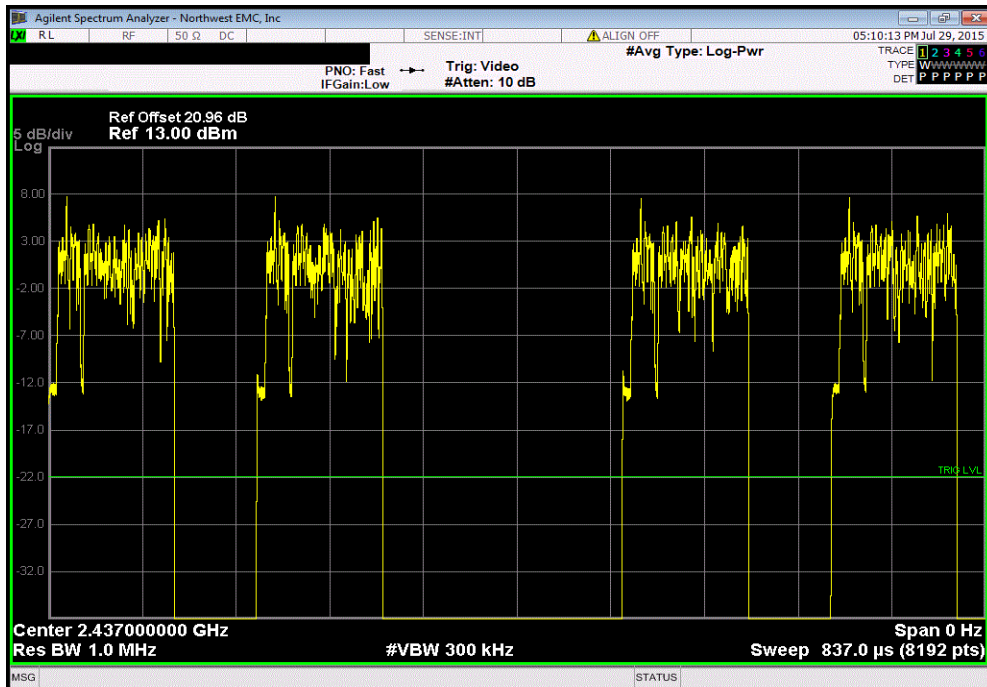 Agilent Spectrum Analyzer - Northwest EMC, Inc
LXI RL RF 50 Ω DC SENSE:INT ALIGN OFF 05:10:13 PM Jul 29, 2015
#Avg Type: Log-Pwr
TRACE 1 2 3 4 5 6
TYPE W W W W W W
DET P P P P P P
PNO: Fast Trig: Video
IFGain:Low #Atten: 10 dB
Ref Offset 20.96 dB
5 dB/div Ref 13.00 dBm
Log
8.00
3.00
-2.00
-7.00
-12.0
-17.0
-22.0
TRIG LVL
-27.0
-32.0
Center 2.437000000 GHz Span 0 Hz
Res BW 1.0 MHz #VBW 300 kHz Sweep 837.0 µs (8192 pts)
MSG STATUS